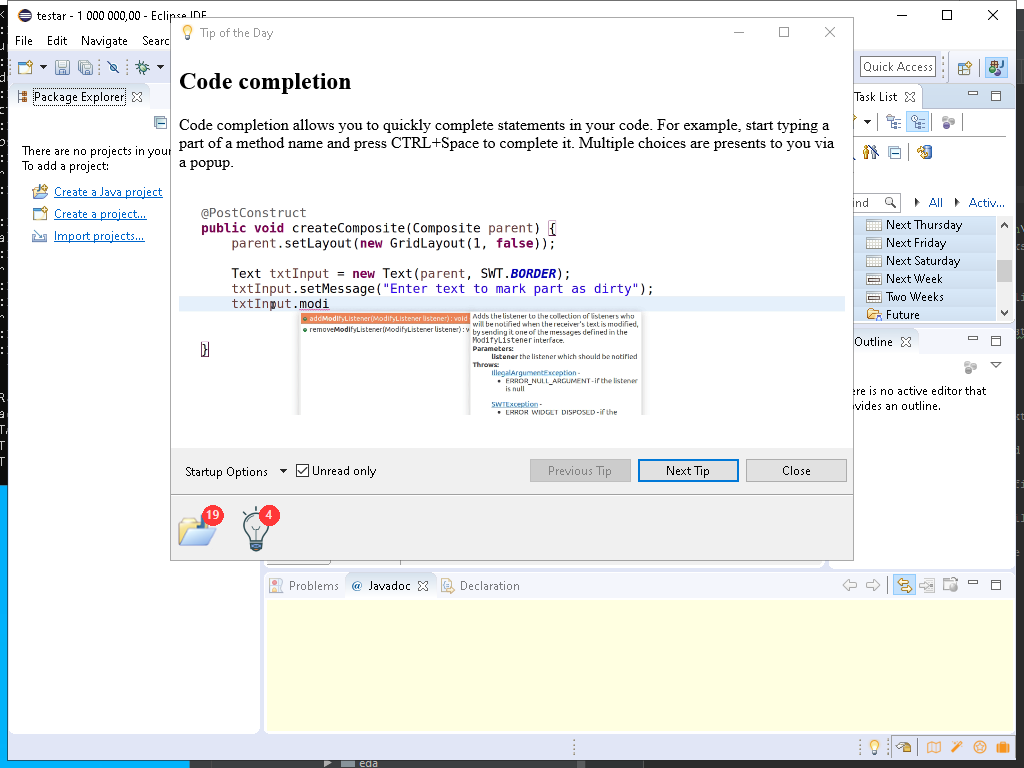 testar - 1 000 000,00 - Eclipse IDE
File Edit Navigate Searc
Tip of the Day
Quick Access
Package Explorer
Task List
Code completion
Code completion allows you to quickly complete statements in your code. For example, start typing a
part of a method name and press CTRL+Space to complete it. Multiple choices are presents to you via
a popup.
There are no projects in your
To add a project:
Create a Java project
Create a project...
Import projects...
@PostConstruct
public void createComposite(Composite parent) {
parent.setLayout(new GridLayout(1, false));
Text txtInput = new Text(parent, SWT.BORDER);
txtInput.setMessage("Enter text to mark part as dirty");
txtInput.modi
addModifyListener(ModifyListener listener) : void
removeModifyListener(ModifyListener listener) : v
Adds the listener to the collection of listeners who
will be notified when the receiver's text is modified,
by sending it one of the messages defined in the
ModifyListener interface.
Parameters:
listener the listener which should be notified
Throws:
IllegalArgumentException -
ERROR_NULL_ARGUMENT - if the listener
is null
SWTException -
ERROR_WIDGET_DISPOSED - if the
}
ind All Activ...
Next Thursday
Next Friday
Next Saturday
Next Week
Two Weeks
Future
Outline
ere is no active editor that
vides an outline.
Startup Options Unread only Previous Tip Next Tip Close
19 4
Problems @ Javadoc Declaration
eda